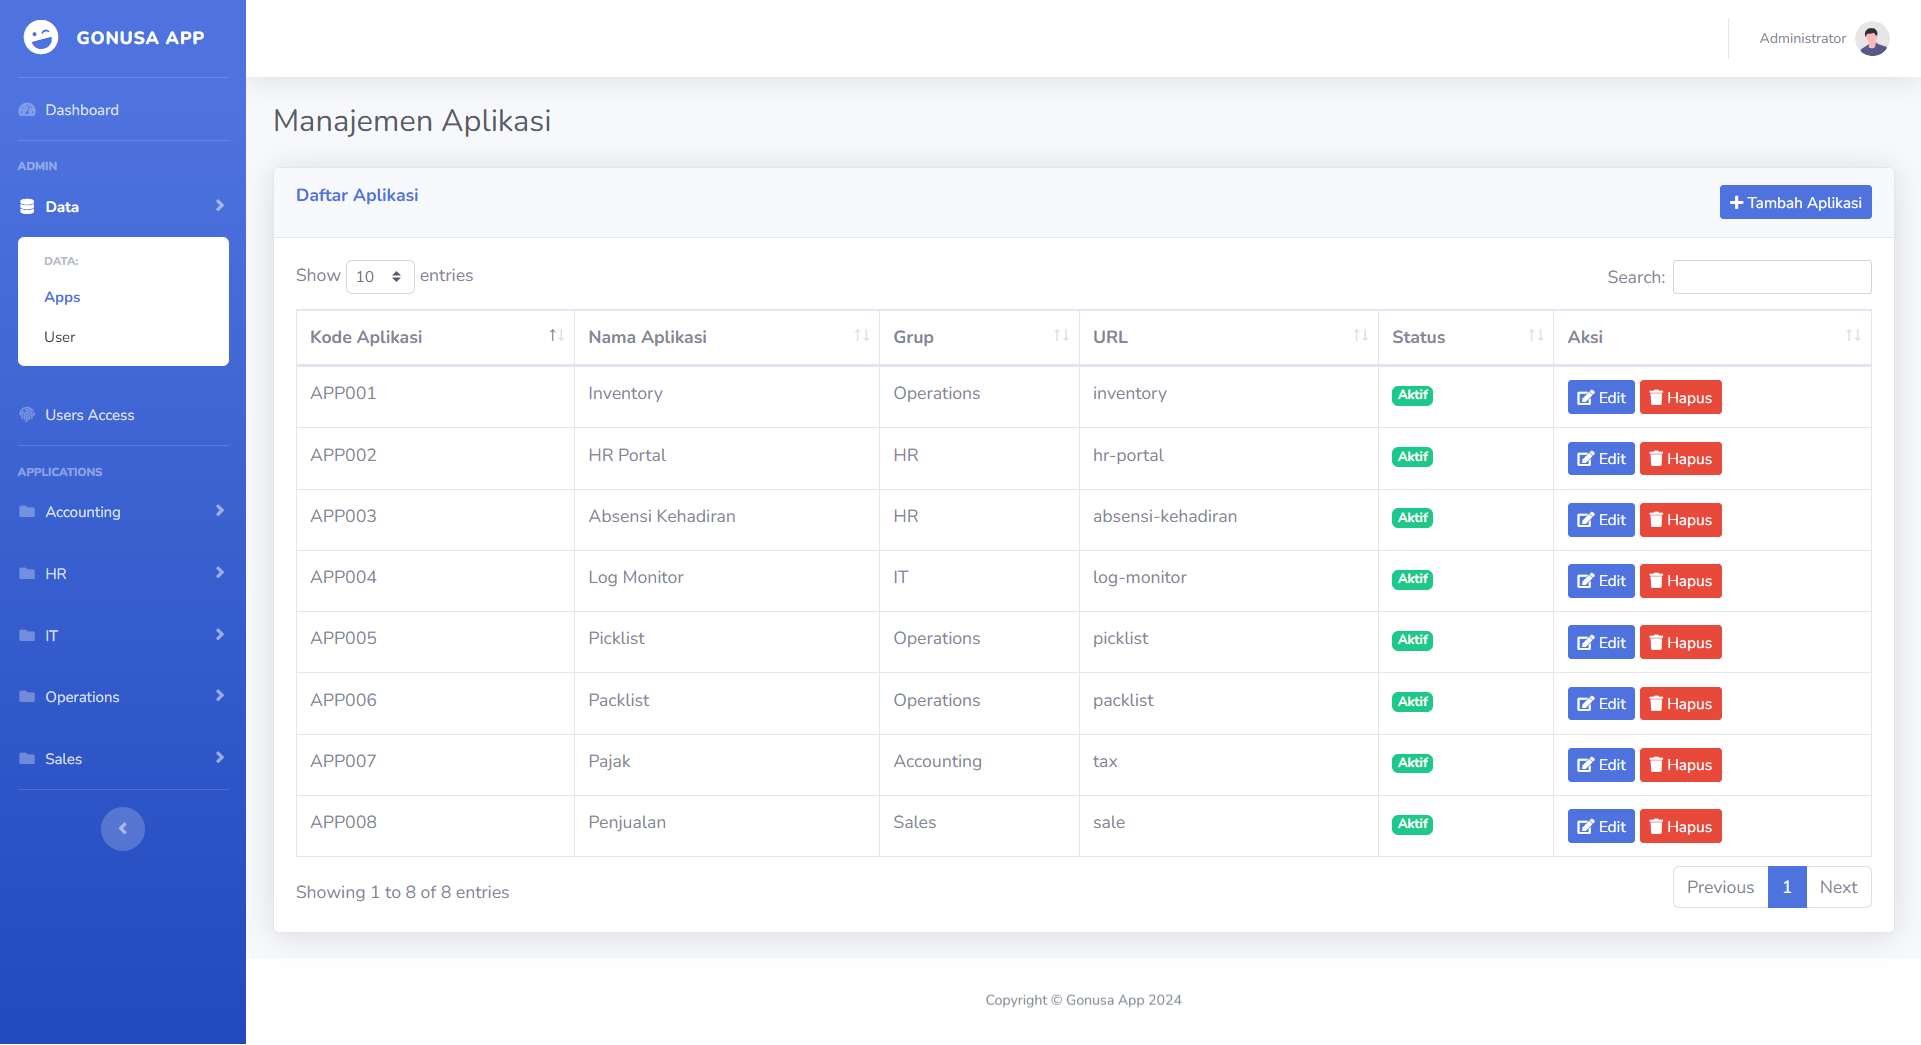 GONUSA APP
Administrator
Dashboard
ADMIN
Data
DATA:
Apps
User
Users Access
APPLICATIONS
Accounting
HR
IT
Operations
Sales
Manajemen Aplikasi
Daftar Aplikasi
Tambah Aplikasi
Show 10 entries
Search:
Kode Aplikasi Nama Aplikasi Grup URL Status Aksi
APP001 Inventory Operations inventory Aktif Edit Hapus
APP002 HR Portal HR hr-portal Aktif Edit Hapus
APP003 Absensi Kehadiran HR absensi-kehadiran Aktif Edit Hapus
APP004 Log Monitor IT log-monitor Aktif Edit Hapus
APP005 Picklist Operations picklist Aktif Edit Hapus
APP006 Packlist Operations packlist Aktif Edit Hapus
APP007 Pajak Accounting tax Aktif Edit Hapus
APP008 Penjualan Sales sale Aktif Edit Hapus
Showing 1 to 8 of 8 entries
Previous 1 Next
Copyright © Gonusa App 2024